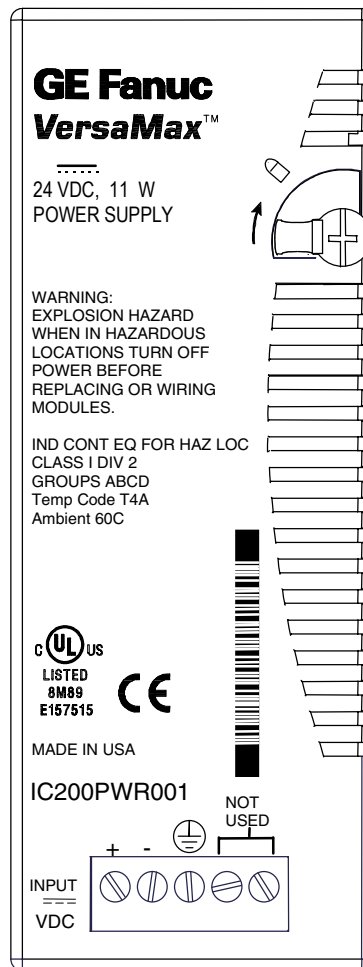 GE Fanuc
VersaMax™
24 VDC, 11 W
POWER SUPPLY
WARNING:
EXPLOSION HAZARD
WHEN IN HAZARDOUS
LOCATIONS TURN OFF
POWER BEFORE
REPLACING OR WIRING
MODULES.
IND CONT EQ FOR HAZ LOC
CLASS I DIV 2
GROUPS ABCD
Temp Code T4A
Ambient 60C
C UL US
LISTED
8M89
E157515
CE
MADE IN USA
IC200PWR001
NOT
USED
+ -
INPUT
VDC